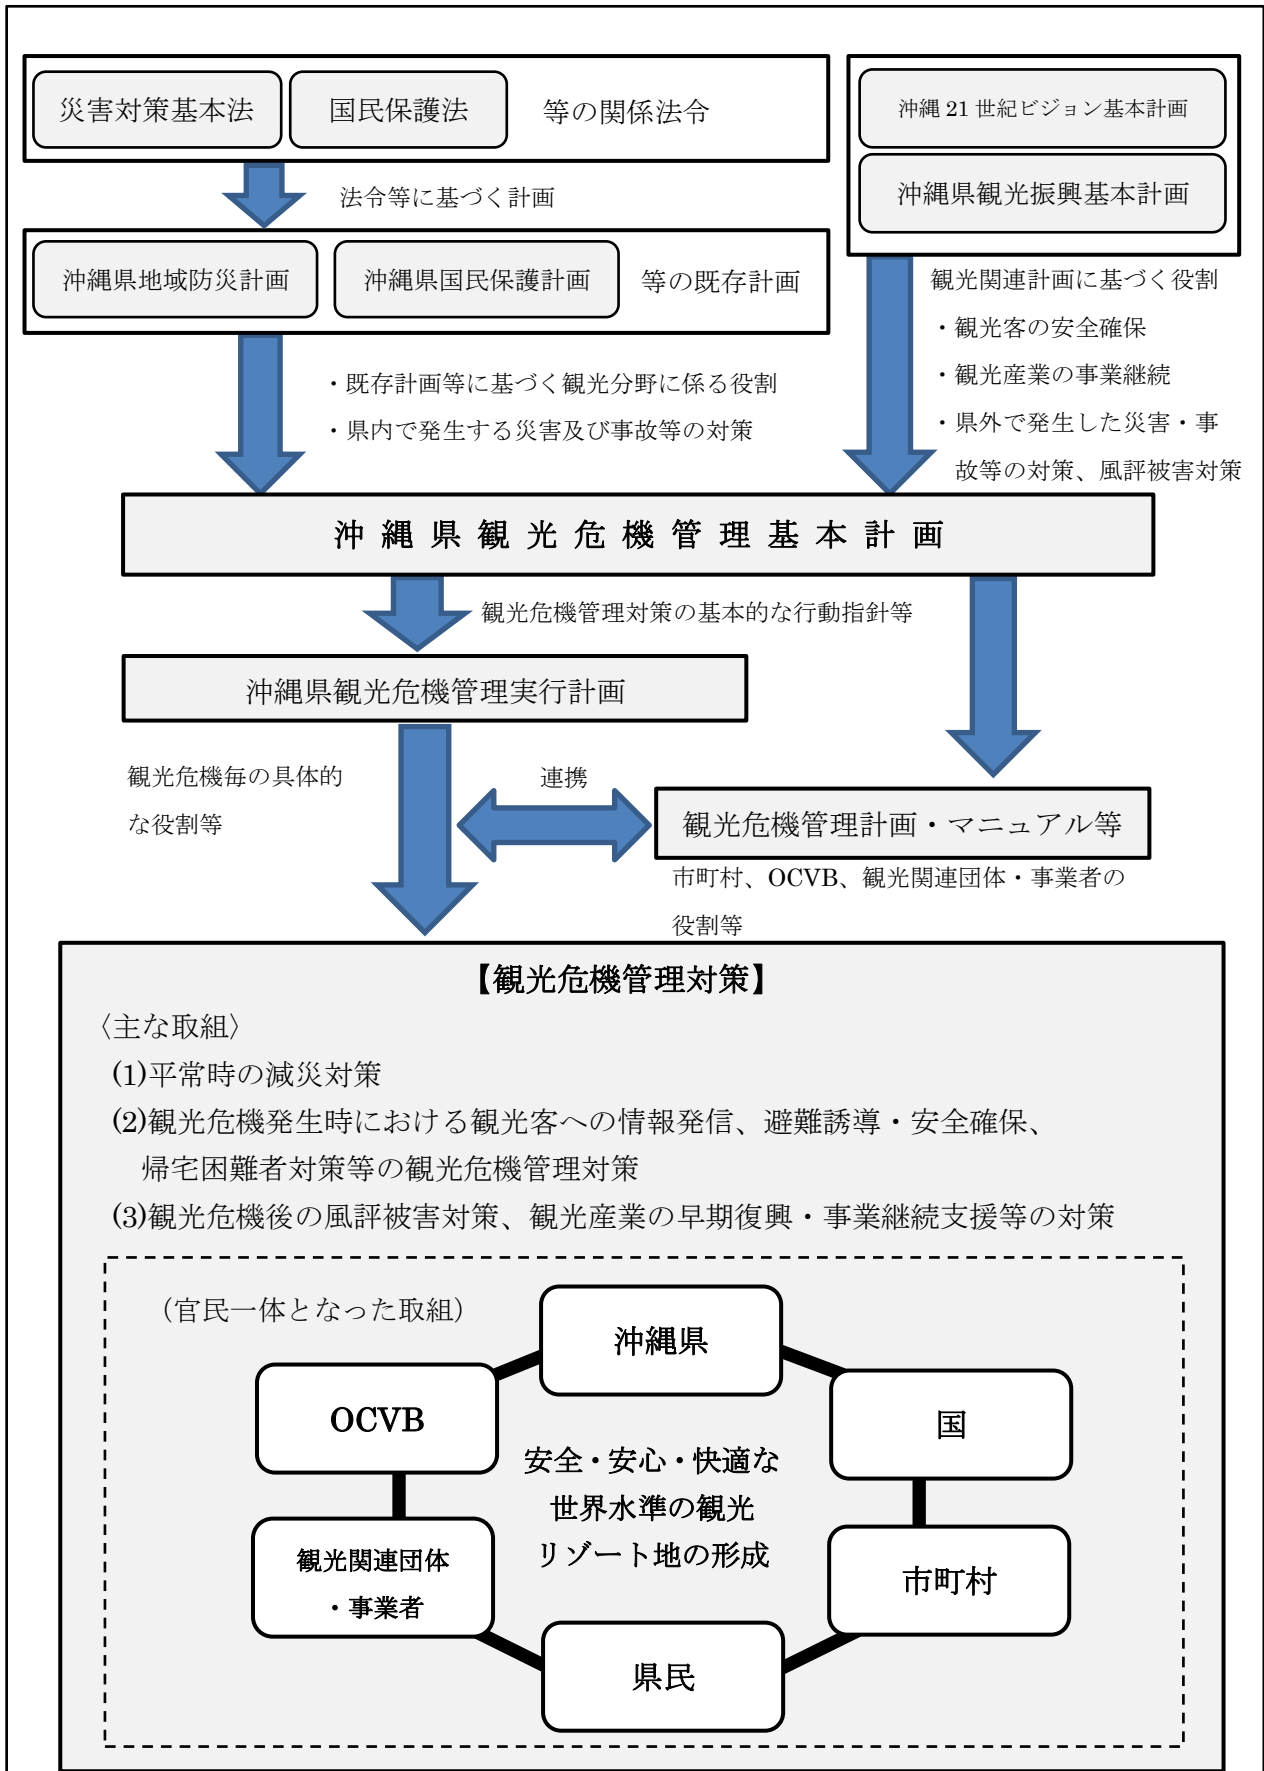 災害対策基本法
国民保護法
等の関係法令
沖縄 21 世紀ビジョン基本計画
沖縄県観光振興基本計画
法令等に基づく計画
沖縄県地域防災計画
沖縄県国民保護計画
等の既存計画
観光関連計画に基づく役割
・観光客の安全確保
・観光産業の事業継続
・県外で発生した災害・事
故等の対策、風評被害対策
・既存計画等に基づく観光分野に係る役割
・県内で発生する災害及び事故等の対策
沖縄県観光危機管理基本計画
観光危機管理対策の基本的な行動指針等
沖縄県観光危機管理実行計画
観光危機毎の具体的
な役割等
連携
観光危機管理計画・マニュアル等
市町村、OCVB、観光関連団体・事業者の
役割等
【観光危機管理対策】
〈主な取組〉
(1)平常時の減災対策
(2)観光危機発生時における観光客への情報発信、避難誘導・安全確保、
帰宅困難者対策等の観光危機管理対策
(3)観光危機後の風評被害対策、観光産業の早期復興・事業継続支援等の対策
（官民一体となった取組）
沖縄県
OCVB
国
安全・安心・快適な
世界水準の観光
リゾート地の形成
観光関連団体
・事業者
市町村
県民